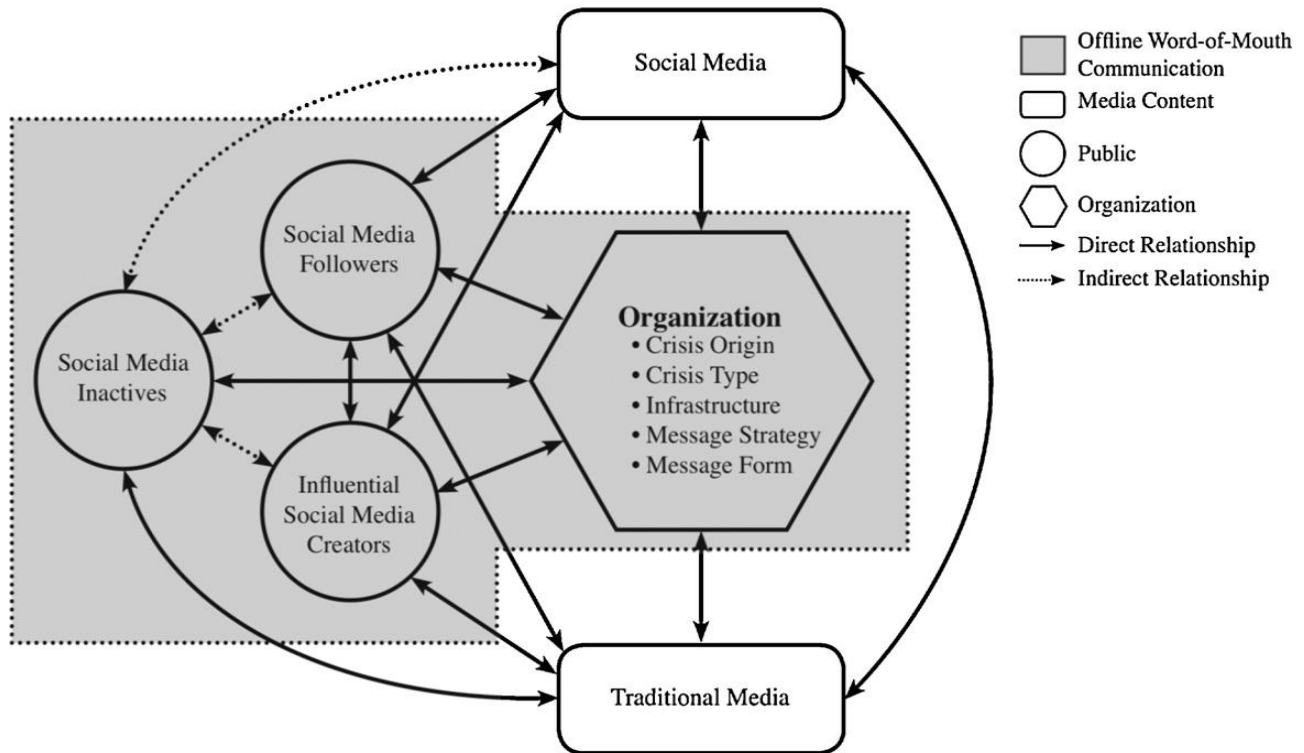 Social Media
Offline Word-of-Mouth
Communication
Media Content
Public
Organization
Direct Relationship
Indirect Relationship
Social Media
Followers
Social Media
Inactives
Influential
Social Media
Creators
Organization
• Crisis Origin
• Crisis Type
• Infrastructure
• Message Strategy
• Message Form
Traditional Media